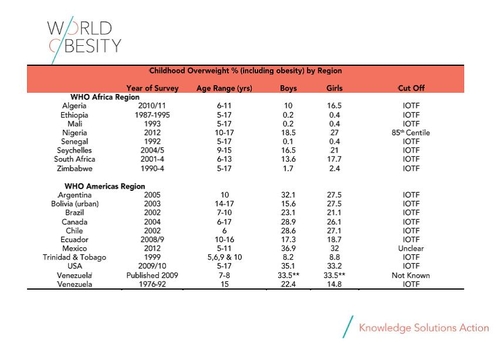 WORLD
OBESITY
Childhood Overweight % (including obesity) by Region
Year of Survey Age Range (yrs) Boys Girls Cut Off
WHO Africa Region
Algeria 2010/11 6-11 10 16.5 IOTF
Ethiopia 1987-1995 5-17 0.2 0.4 IOTF
Mali 1993 5-17 0.2 0.4 IOTF
Nigeria 2012 10-17 18.5 27 85th Centile
Senegal 1992 5-17 0.1 0.4 IOTF
Seychelles 2004/5 9-15 16.5 21 IOTF
South Africa 2001-4 6-13 13.6 17.7 IOTF
Zimbabwe 1990-4 5-17 1.7 2.4 IOTF
WHO Americas Region
Argentina 2005 10 32.1 27.5 IOTF
Bolivia (urban) 2003 14-17 15.6 27.5 IOTF
Brazil 2002 7-10 23.1 21.1 IOTF
Canada 2004 6-17 28.9 26.1 IOTF
Chile 2002 6 28.6 27.1 IOTF
Ecuador 2008/9 10-16 17.3 18.7 IOTF
Mexico 2012 5-11 36.9 32 Unclear
Trinidad & Tobago 1999 5,6,9 & 10 8.2 8.8 IOTF
USA 2009/10 5-17 35.1 33.2 IOTF
Venezuela Published 2009 7-8 33.5** 33.5** Not Known
Venezuela 1976-92 15 22.4 14.8 IOTF
Knowledge Solutions Action